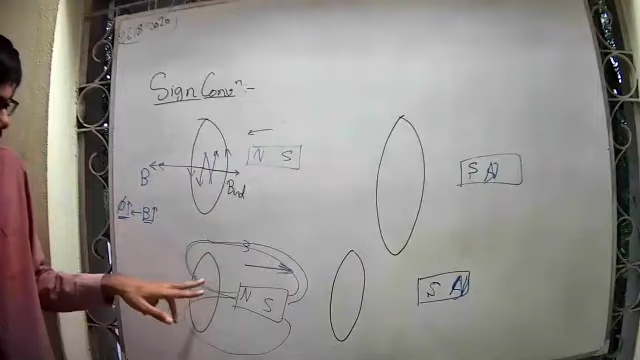 Sign Convⁿ :-
N S
S N
B
Bind
ϕ↑ ← B↑
N S
S N